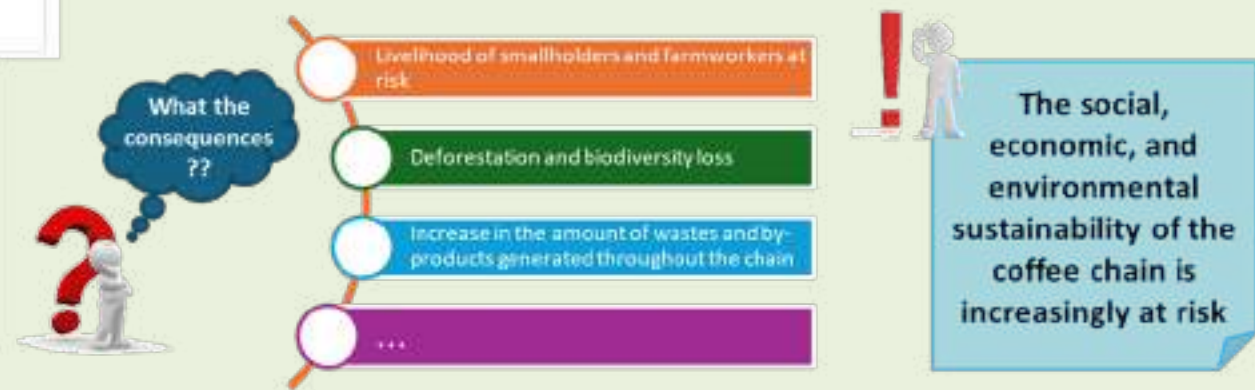 What the
consequences
??
Livelihood of smallholders and farmworkers at
risk
Deforestation and biodiversity loss
Increase in the amount of wastes and by-
products generated throughout the chain
...
The social,
economic, and
environmental
sustainability of the
coffee chain is
increasingly at risk